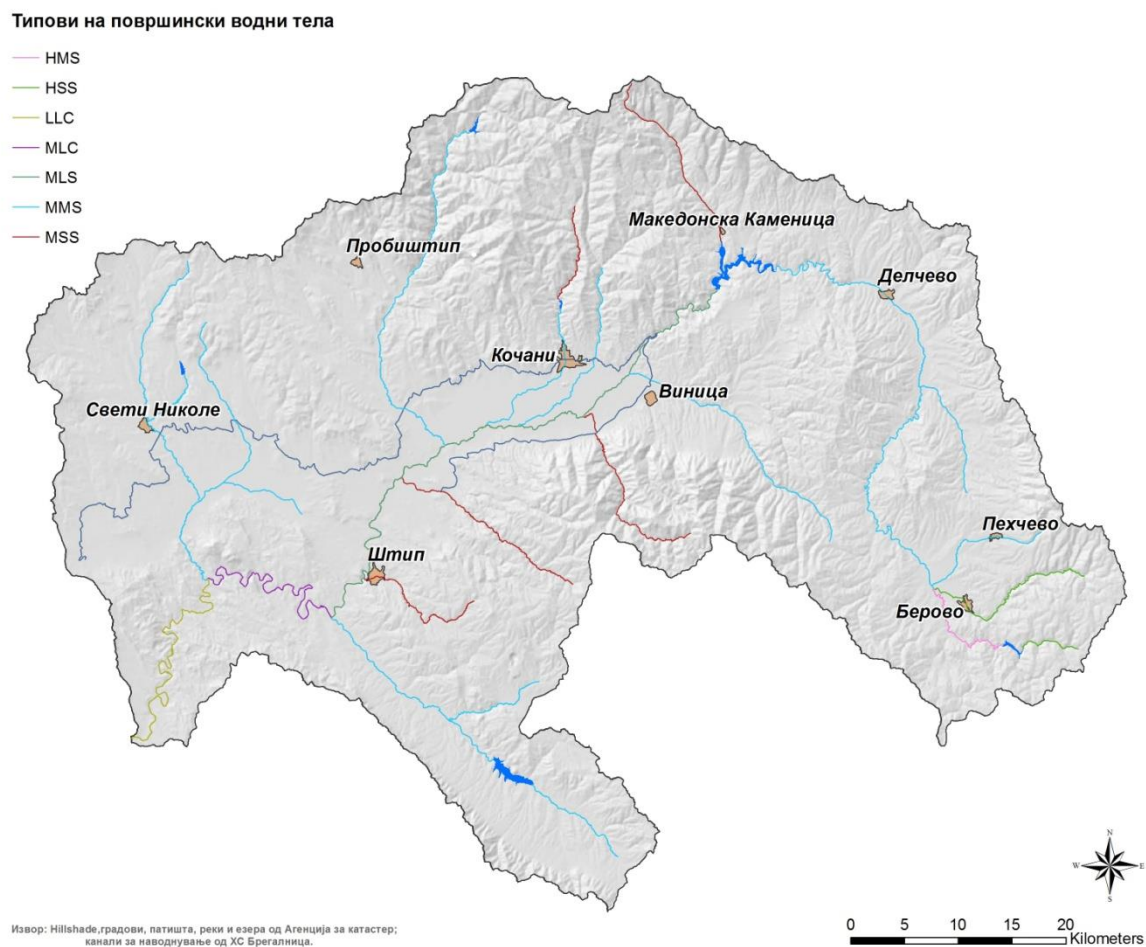 Типови на површински водни тела
HMS
HSS
LLC
MLC
MLS
MMS
MSS
Македонска Каменица
Пробиштип
Делчево
Кочани
Виница
Свети Николе
Пехчево
Штип
Берово
N
W E
S
0 5 10 15 20
Kilometers
Извор: Hillshade,градови, патишта, реки и езера од Агенција за катастер;
канали за наводнување од ХС Брегалница.